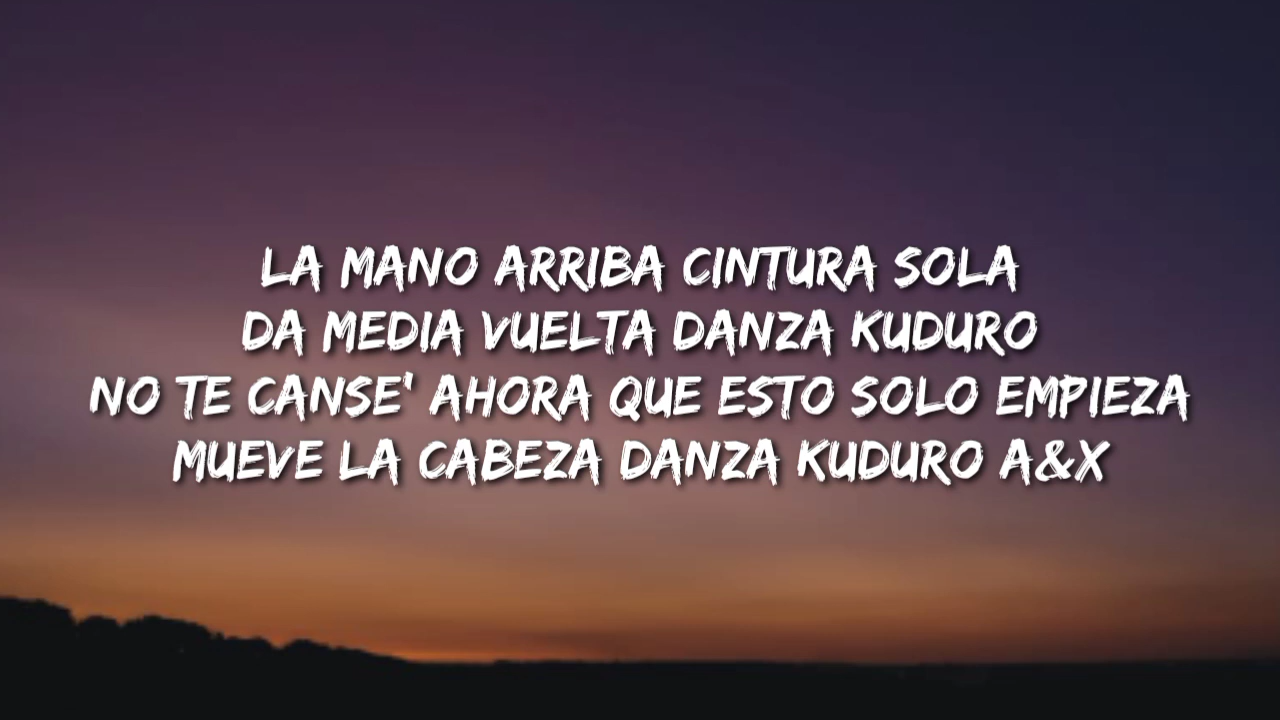 LA MANO ARRIBA CINTURA SOLA
DA MEDIA VUELTA DANZA KUDURO
NO TE CANSE' AHORA QUE ESTO SOLO EMPIEZA
MUEVE LA CABEZA DANZA KUDURO A&X